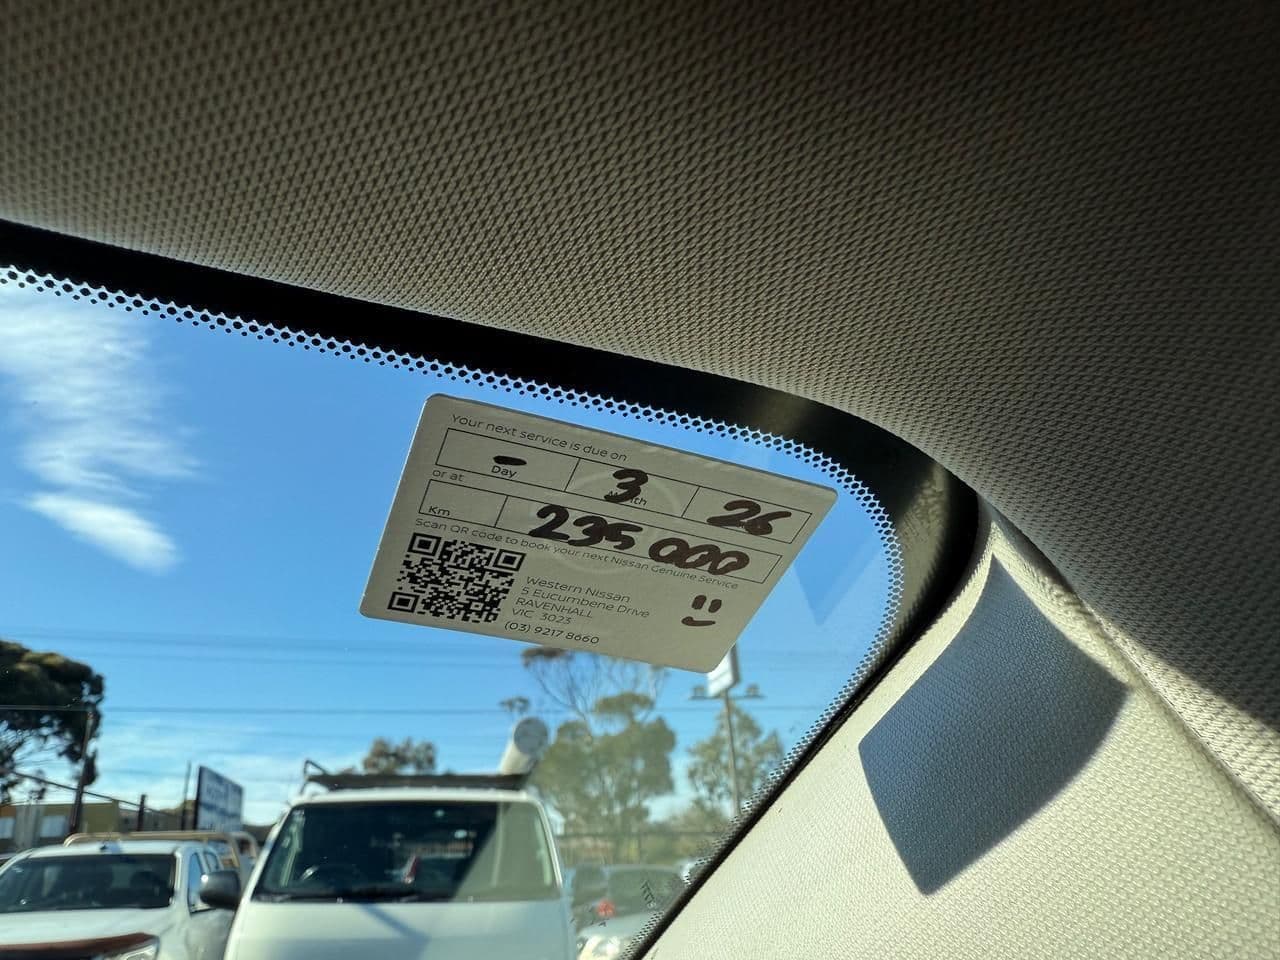 Your next service is due on
- 3 26
Day
or at
Km 235 000
Scan QR code to book your next Nissan Genuine Service
Western Nissan
5 Eucumbene Drive
RAVENHALL
VIC 3023
(03) 9217 8660